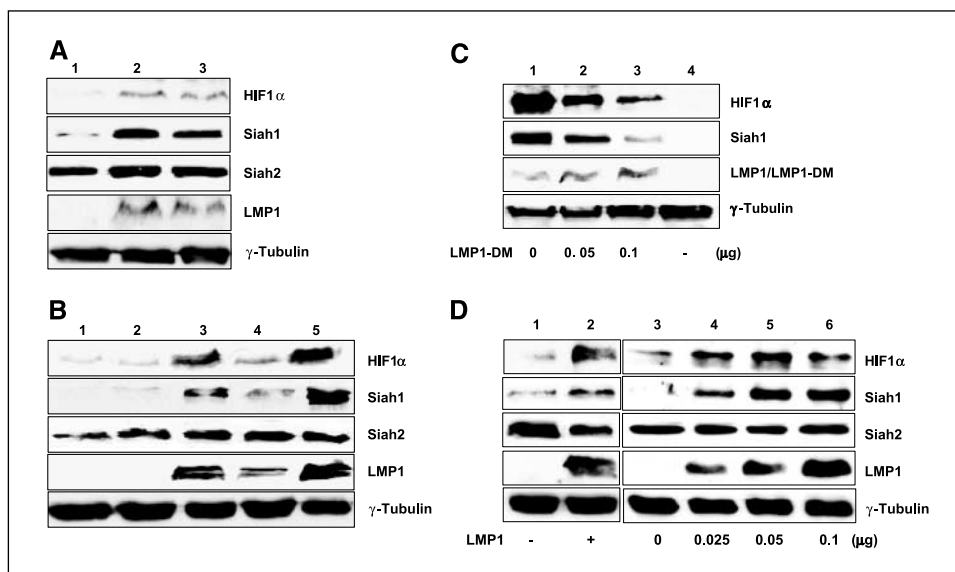 A
1 2 3
HIF1α
Siah1
Siah2
LMP1
γ-Tubulin
B
1 2 3 4 5
HIF1α
Siah1
Siah2
LMP1
γ-Tubulin
C
1 2 3 4
HIF1α
Siah1
LMP1/LMP1-DM
γ-Tubulin
LMP1-DM 0 0.05 0.1 - (μg)
D
1 2 3 4 5 6
HIF1α
Siah1
Siah2
LMP1
γ-Tubulin
LMP1 - + 0 0.025 0.05 0.1 (μg)